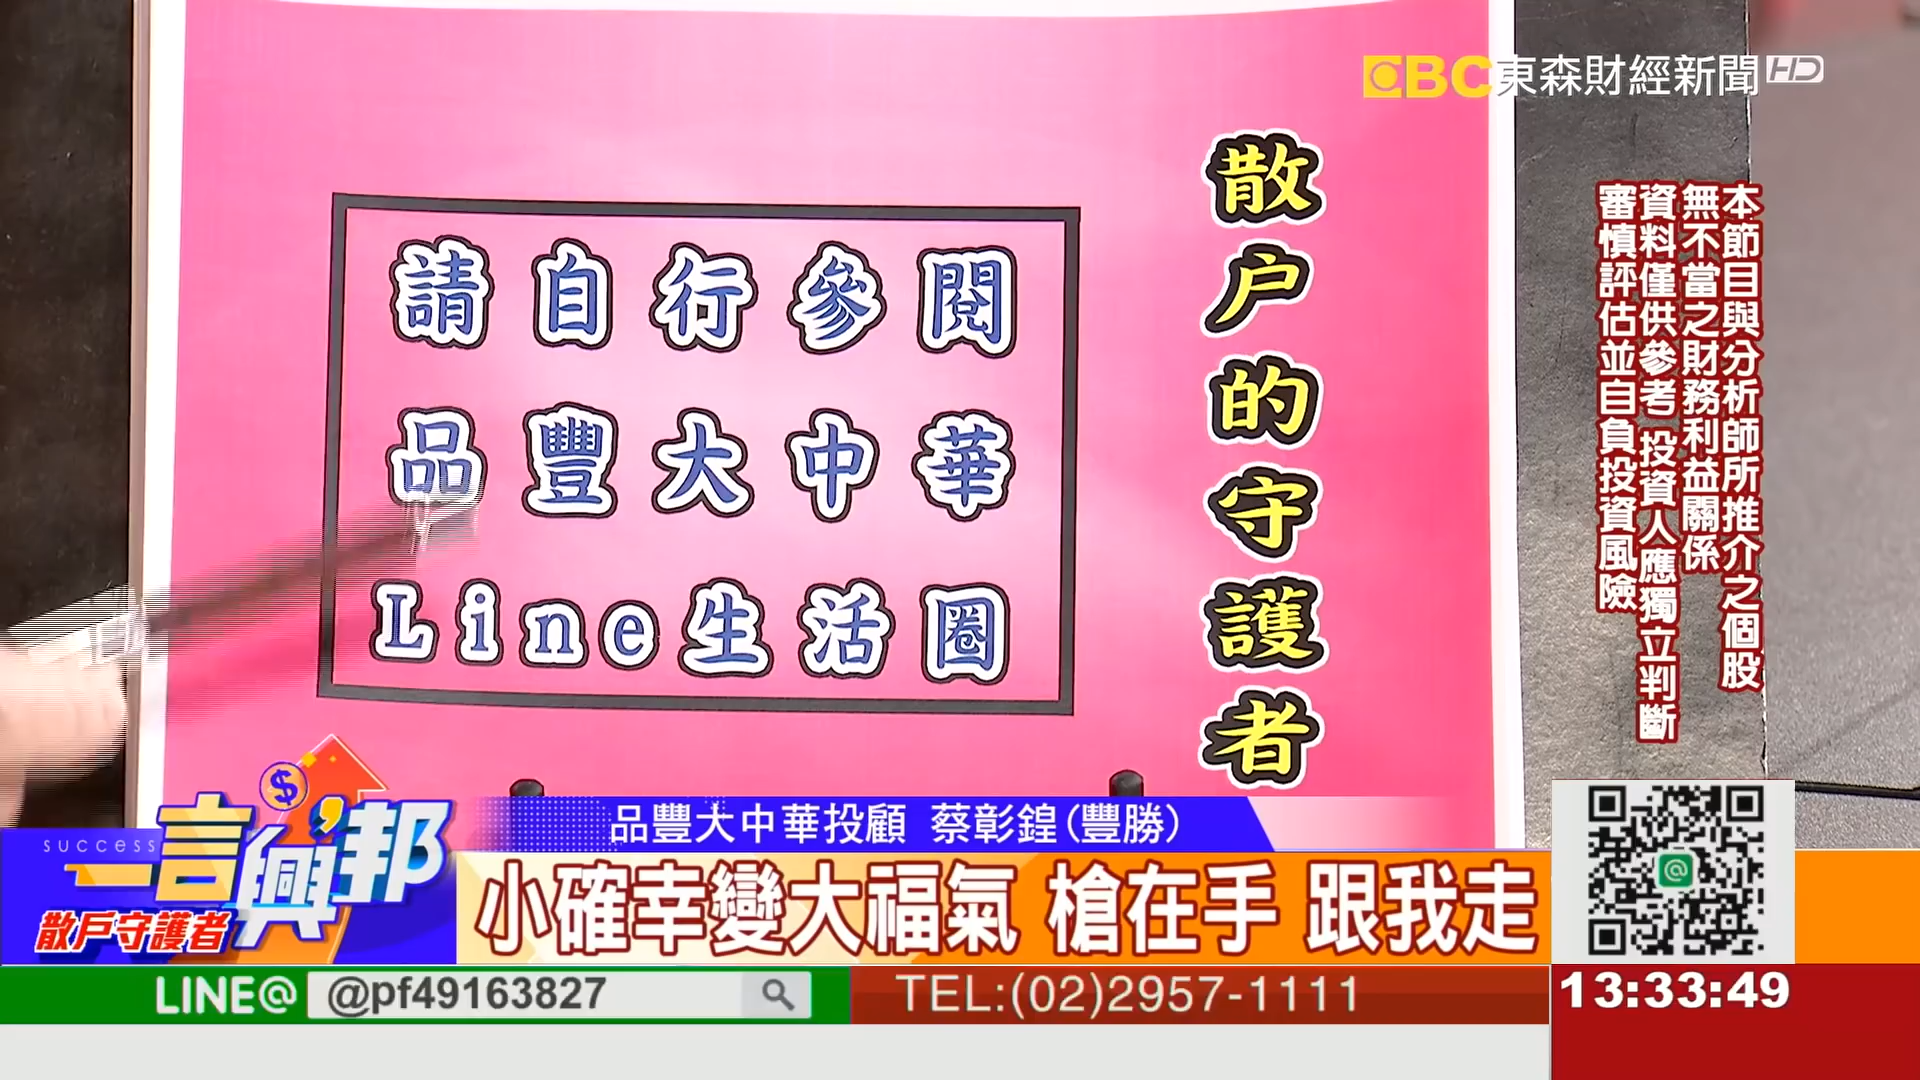 EBC東森財經新聞HD
散户的守護者
請自行參閱
品豐大中華
Line生活圈
本節目與分析師所推介之個股
無不當之財務利益關係
資料僅供參考 投資人應獨立判斷
審慎評估並自負投資風險
success
一言興邦
散戶守護者
品豐大中華投顧 蔡彰鍠(豐勝)
小確幸變大福氣 槍在手 跟我走
LINE@ @pf49163827
TEL:(02)2957-1111
13:33:49